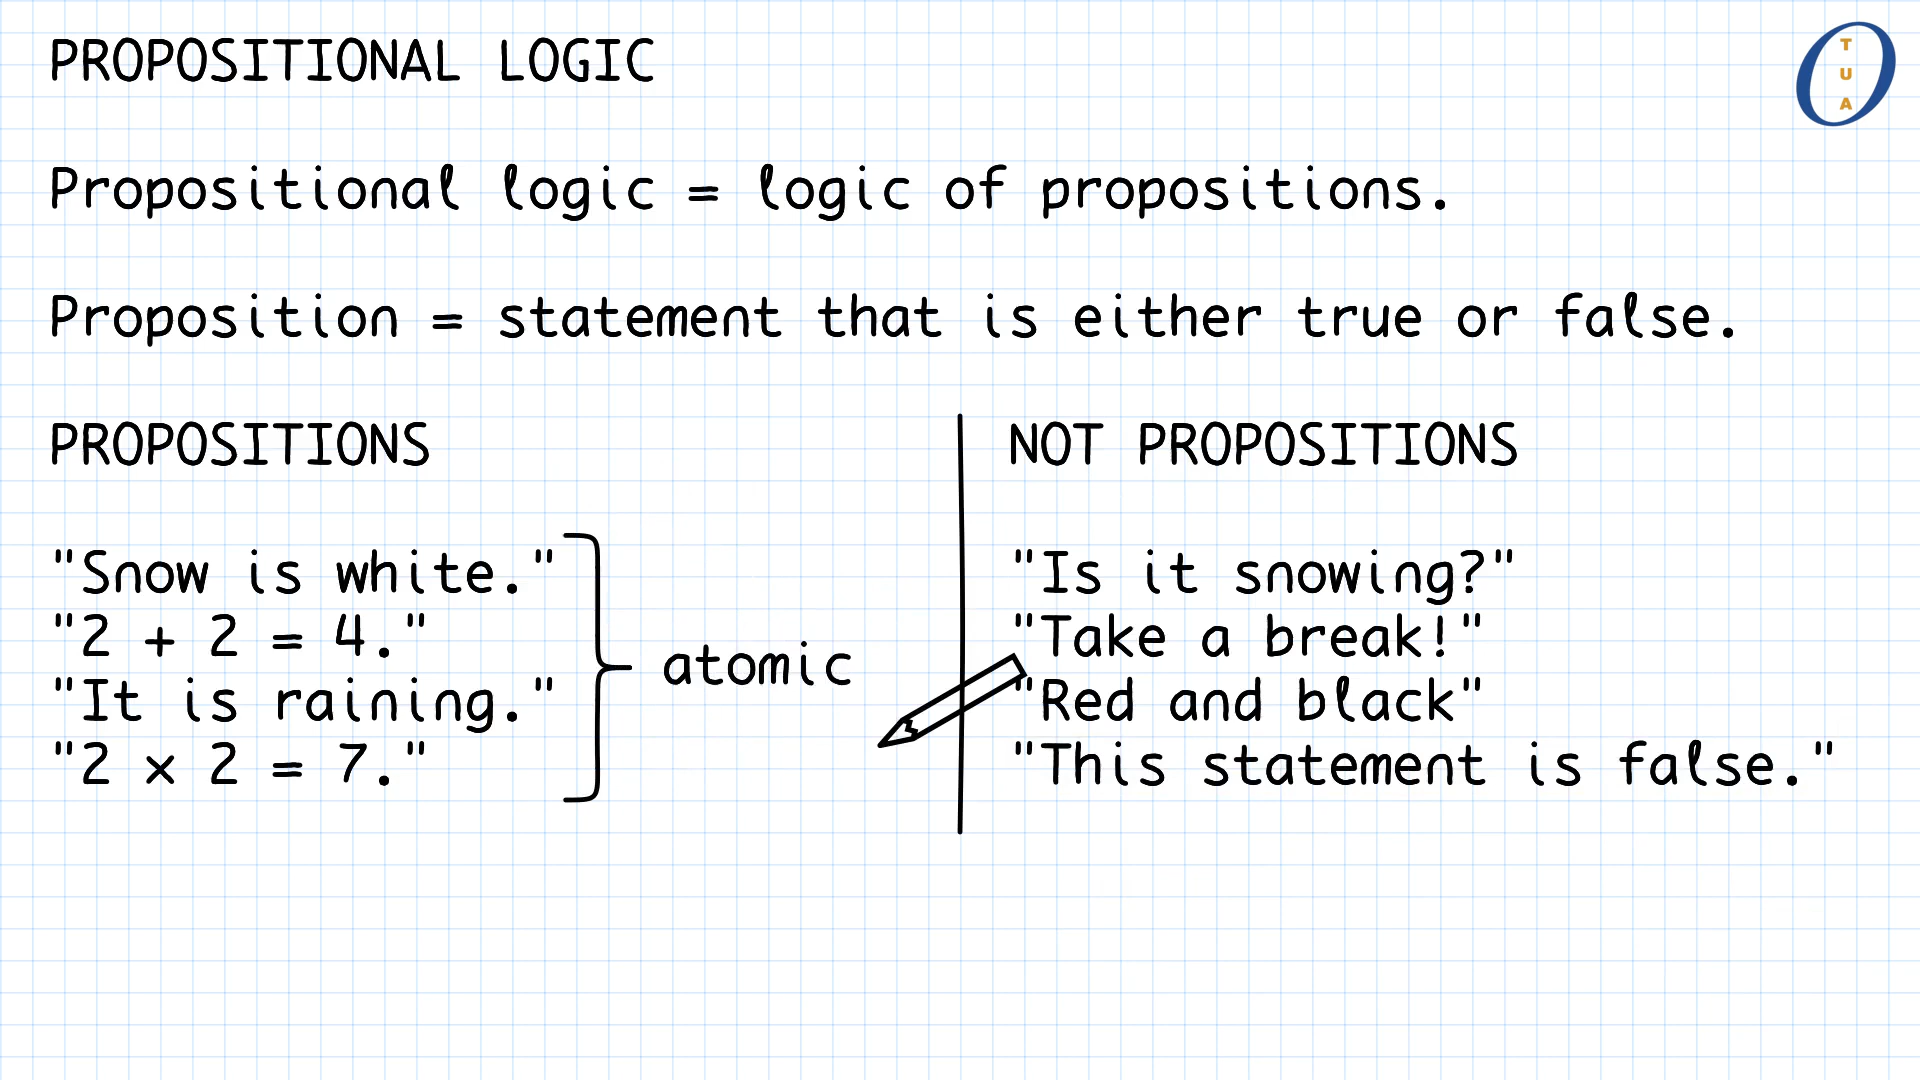 PROPOSITIONAL LOGIC
T
U
A
Propositional logic = logic of propositions.
Proposition = statement that is either true or false.
PROPOSITIONS
"Snow is white."
"2 + 2 = 4."
"It is raining."
"2 × 2 = 7."
atomic
NOT PROPOSITIONS
"Is it snowing?"
"Take a break!"
"Red and black"
"This statement is false."